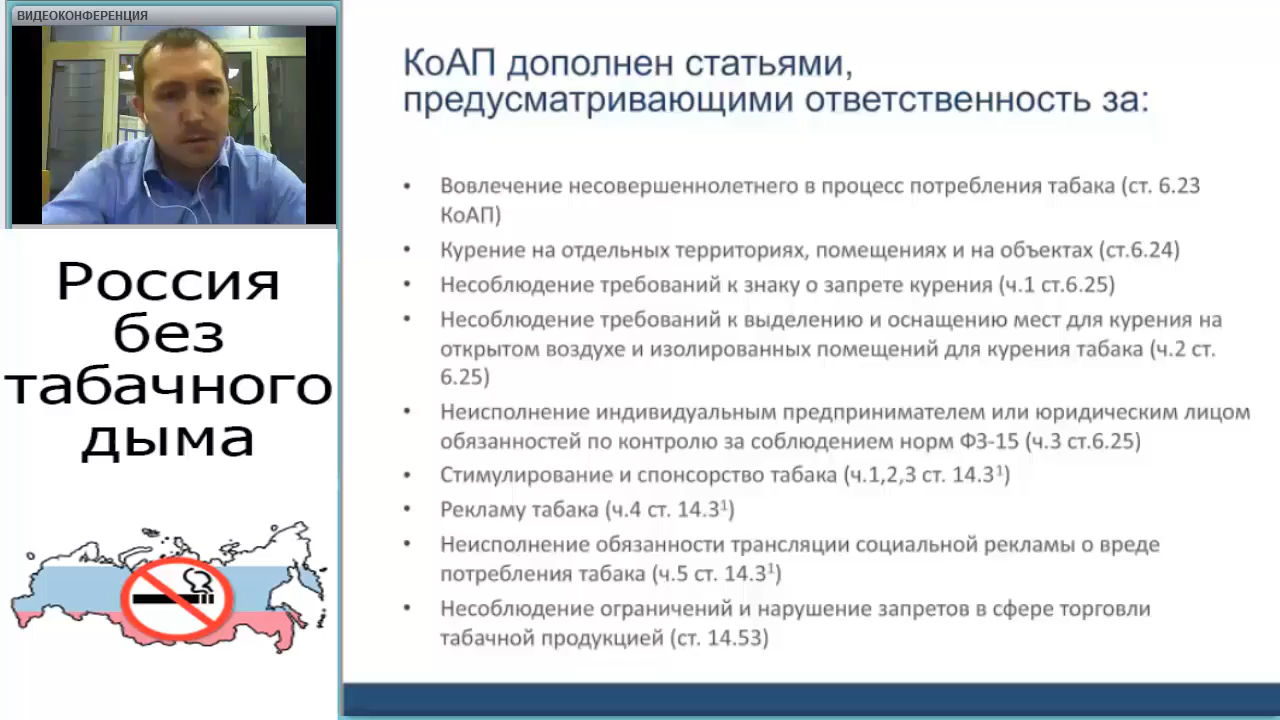 ВИДЕОКОНФЕРЕНЦИЯ
Россия
без
табачного
дыма
КоАП дополнен статьями,
предусматривающими ответственность за:
• Вовлечение несовершеннолетнего в процесс потребления табака (ст. 6.23
КоАП)
• Курение на отдельных территориях, помещениях и на объектах (ст.6.24)
• Несоблюдение требований к знаку о запрете курения (ч.1 ст.6.25)
• Несоблюдение требований к выделению и оснащению мест для курения на
открытом воздухе и изолированных помещений для курения табака (ч.2 ст.
6.25)
• Неисполнение индивидуальным предпринимателем или юридическим лицом
обязанностей по контролю за соблюдением норм ФЗ-15 (ч.3 ст.6.25)
• Стимулирование и спонсорство табака (ч.1,2,3 ст. 14.3¹)
• Рекламу табака (ч.4 ст. 14.3¹)
• Неисполнение обязанности трансляции социальной рекламы о вреде
потребления табака (ч.5 ст. 14.3¹)
• Несоблюдение ограничений и нарушение запретов в сфере торговли
табачной продукцией (ст. 14.53)